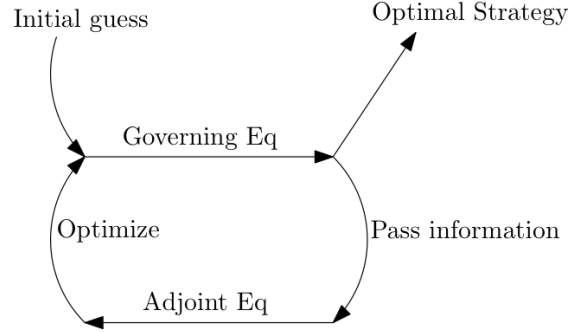 Initial guess
Optimal Strategy
Governing Eq
Optimize
Pass information
Adjoint Eq